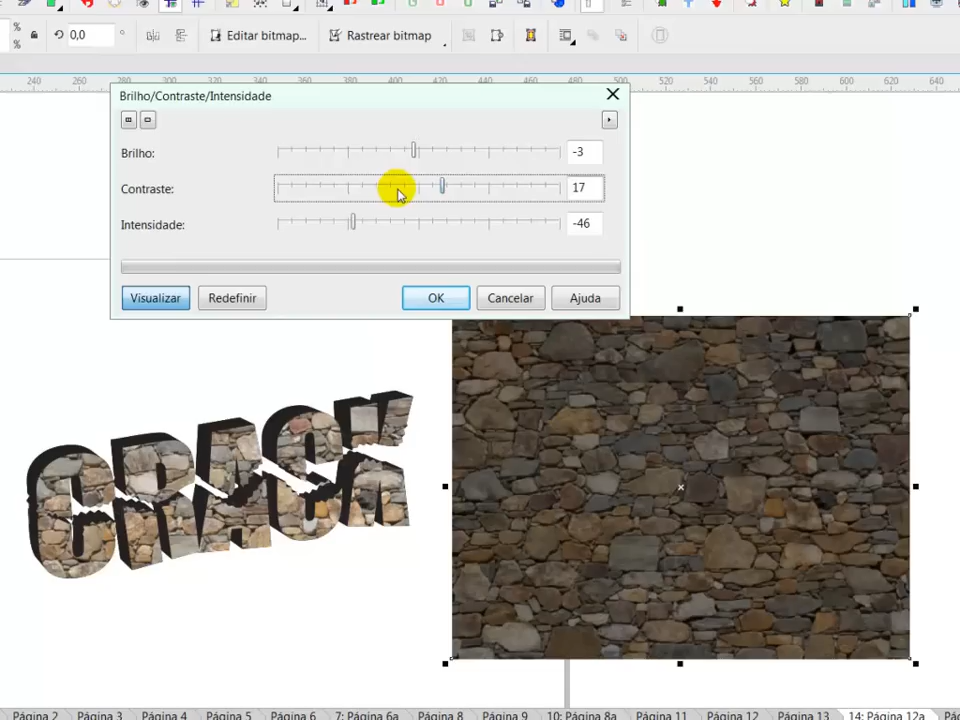 %
%
0,0
°
Editar bitmap...
Rastrear bitmap
240 260 280 300 320 340 360 380 400 420 440 460 480 500 520 540 560 580 600 620 640
Brilho/Contraste/Intensidade
Brilho:
-3
Contraste:
17
Intensidade:
-46
Visualizar
Redefinir
OK
Cancelar
Ajuda
CRACK
Página 2 Página 3 Página 4 Página 5 Página 6 7: Página 6a Página 8 Página 9 10: Página 8a Página 11 Página 12 Página 13 14: Página 12a